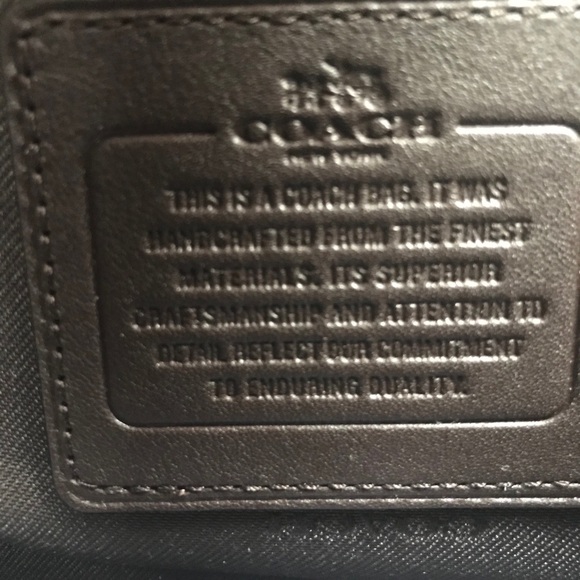 COACH
NEW YORK
THIS IS A COACH BAG. IT WAS
HANDCRAFTED FROM THE FINEST
MATERIALS. ITS SUPERIOR
CRAFTSMANSHIP AND ATTENTION TO
DETAIL REFLECT OUR COMMITMENT
TO ENDURING QUALITY.